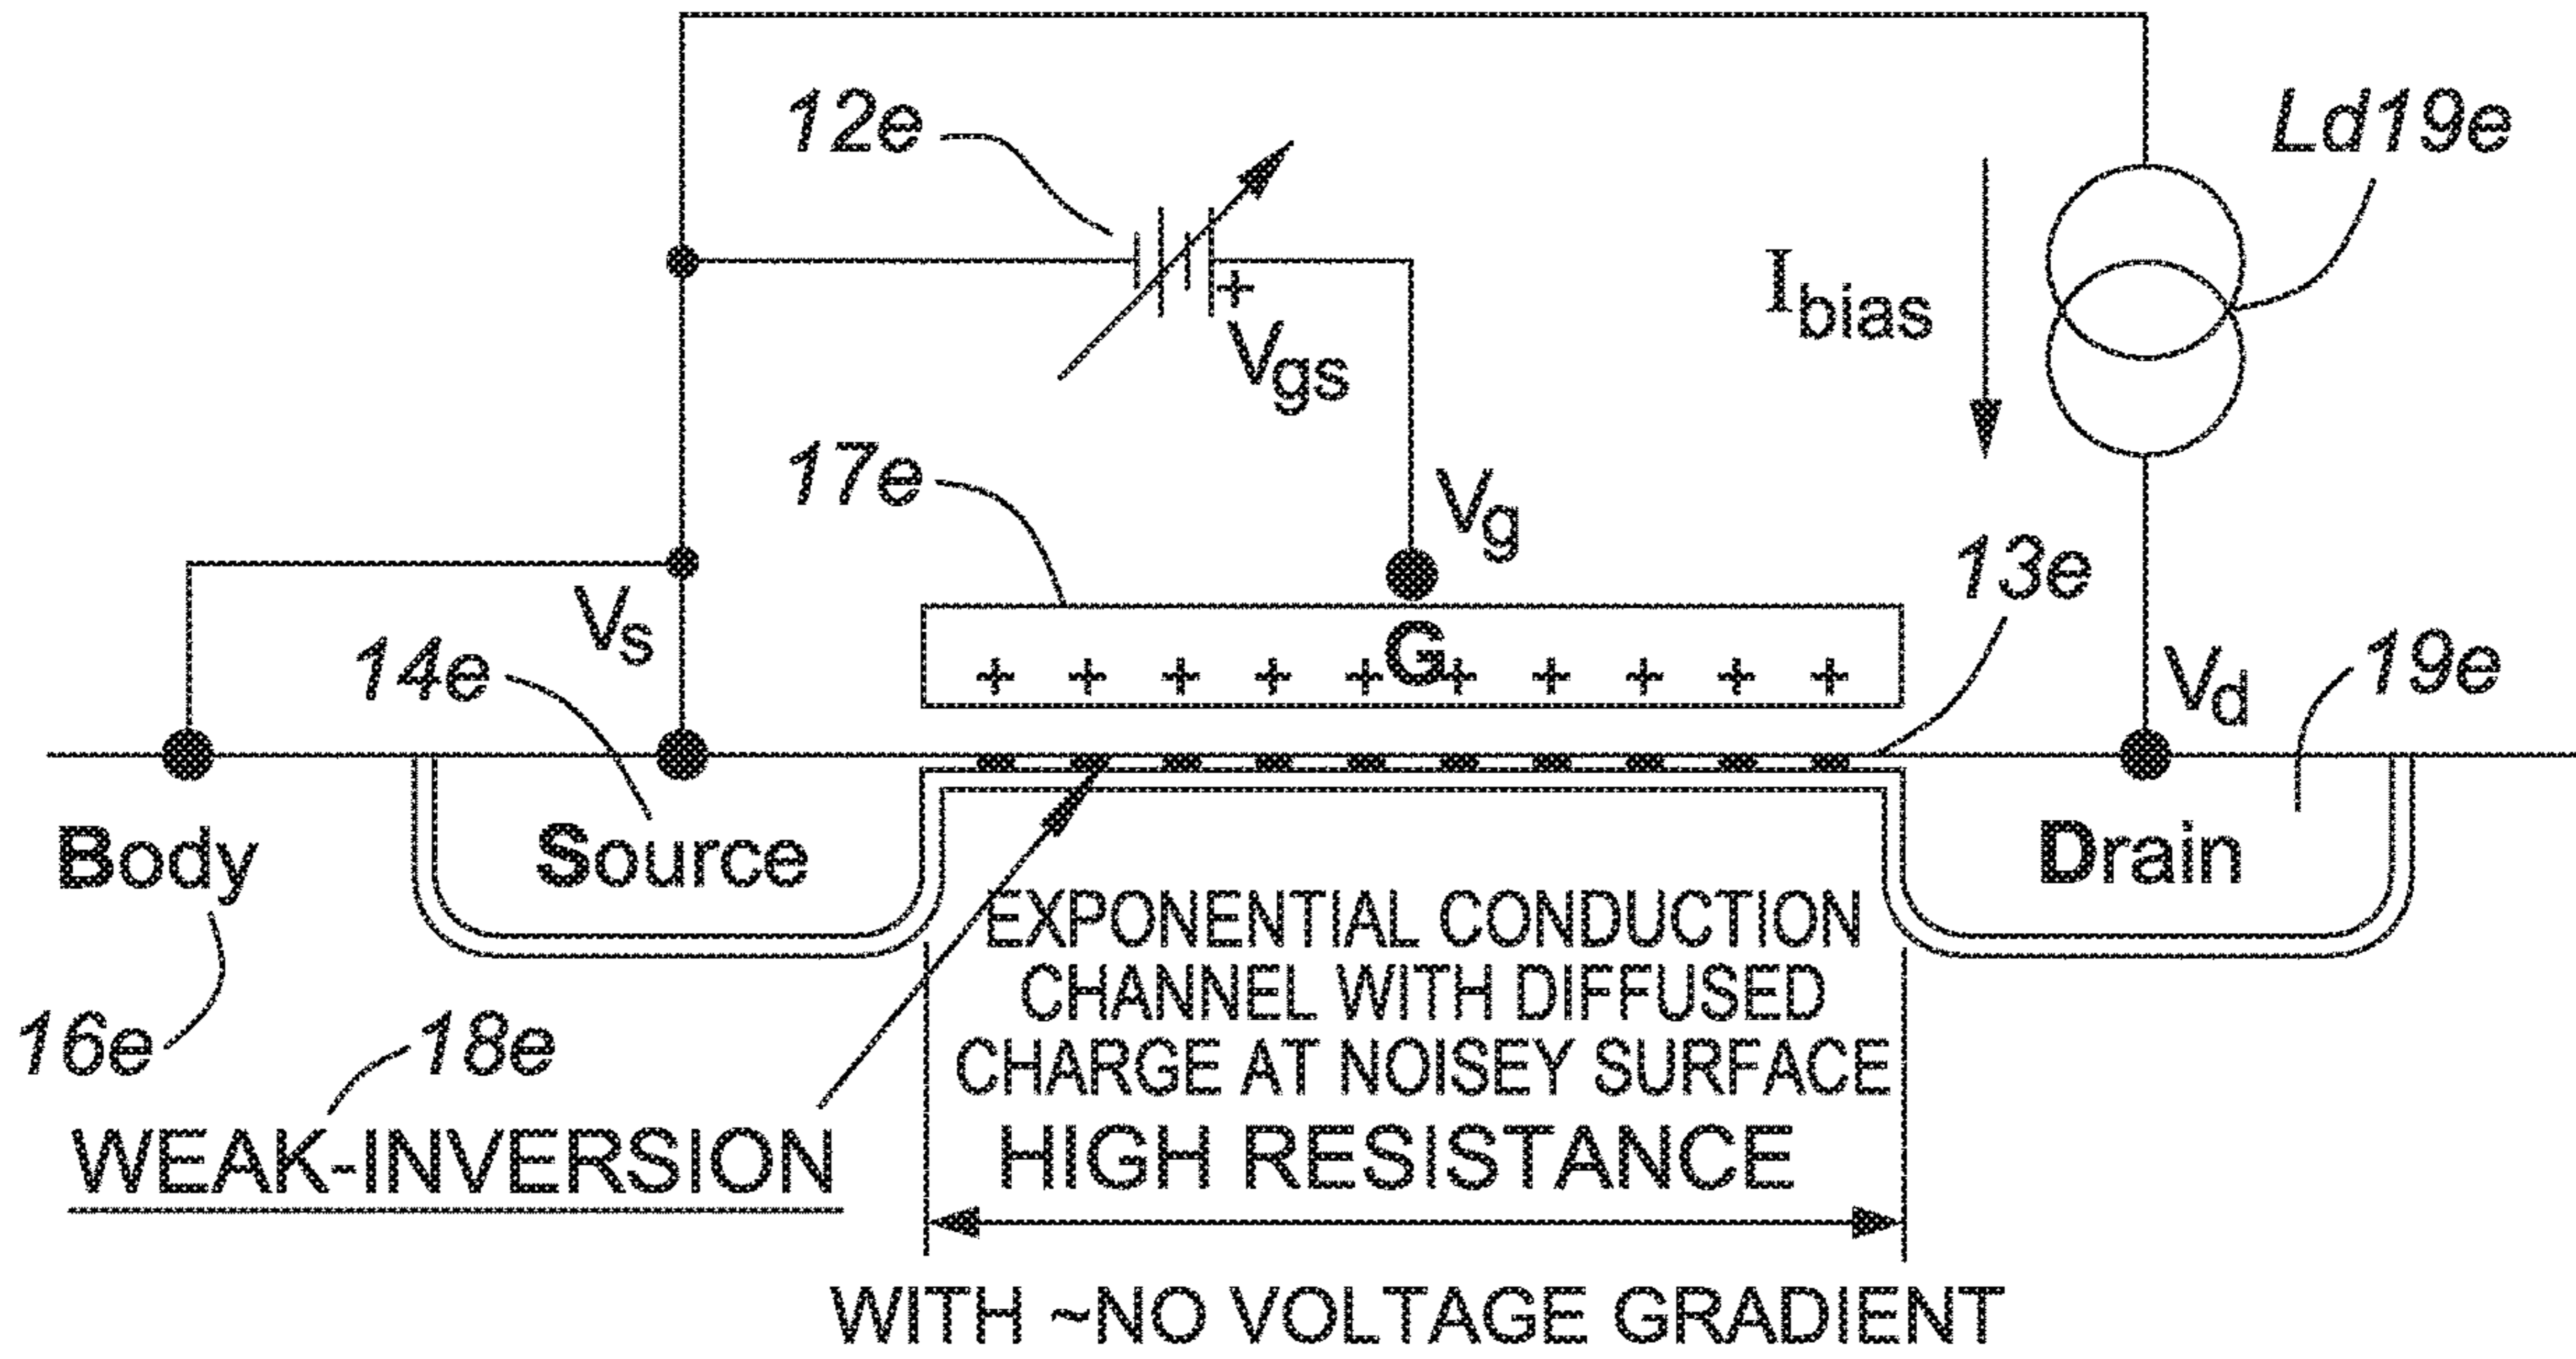 12e
Ld19e
+
Vgs
Ibias
17e
Vg
13e
Vs
14e
G
+ + + + + + + + + +
Vd
19e
Body
Source
Drain
16e
18e
EXPONENTIAL CONDUCTION
CHANNEL WITH DIFFUSED
CHARGE AT NOISEY SURFACE
WEAK-INVERSION
HIGH RESISTANCE
WITH ~NO VOLTAGE GRADIENT